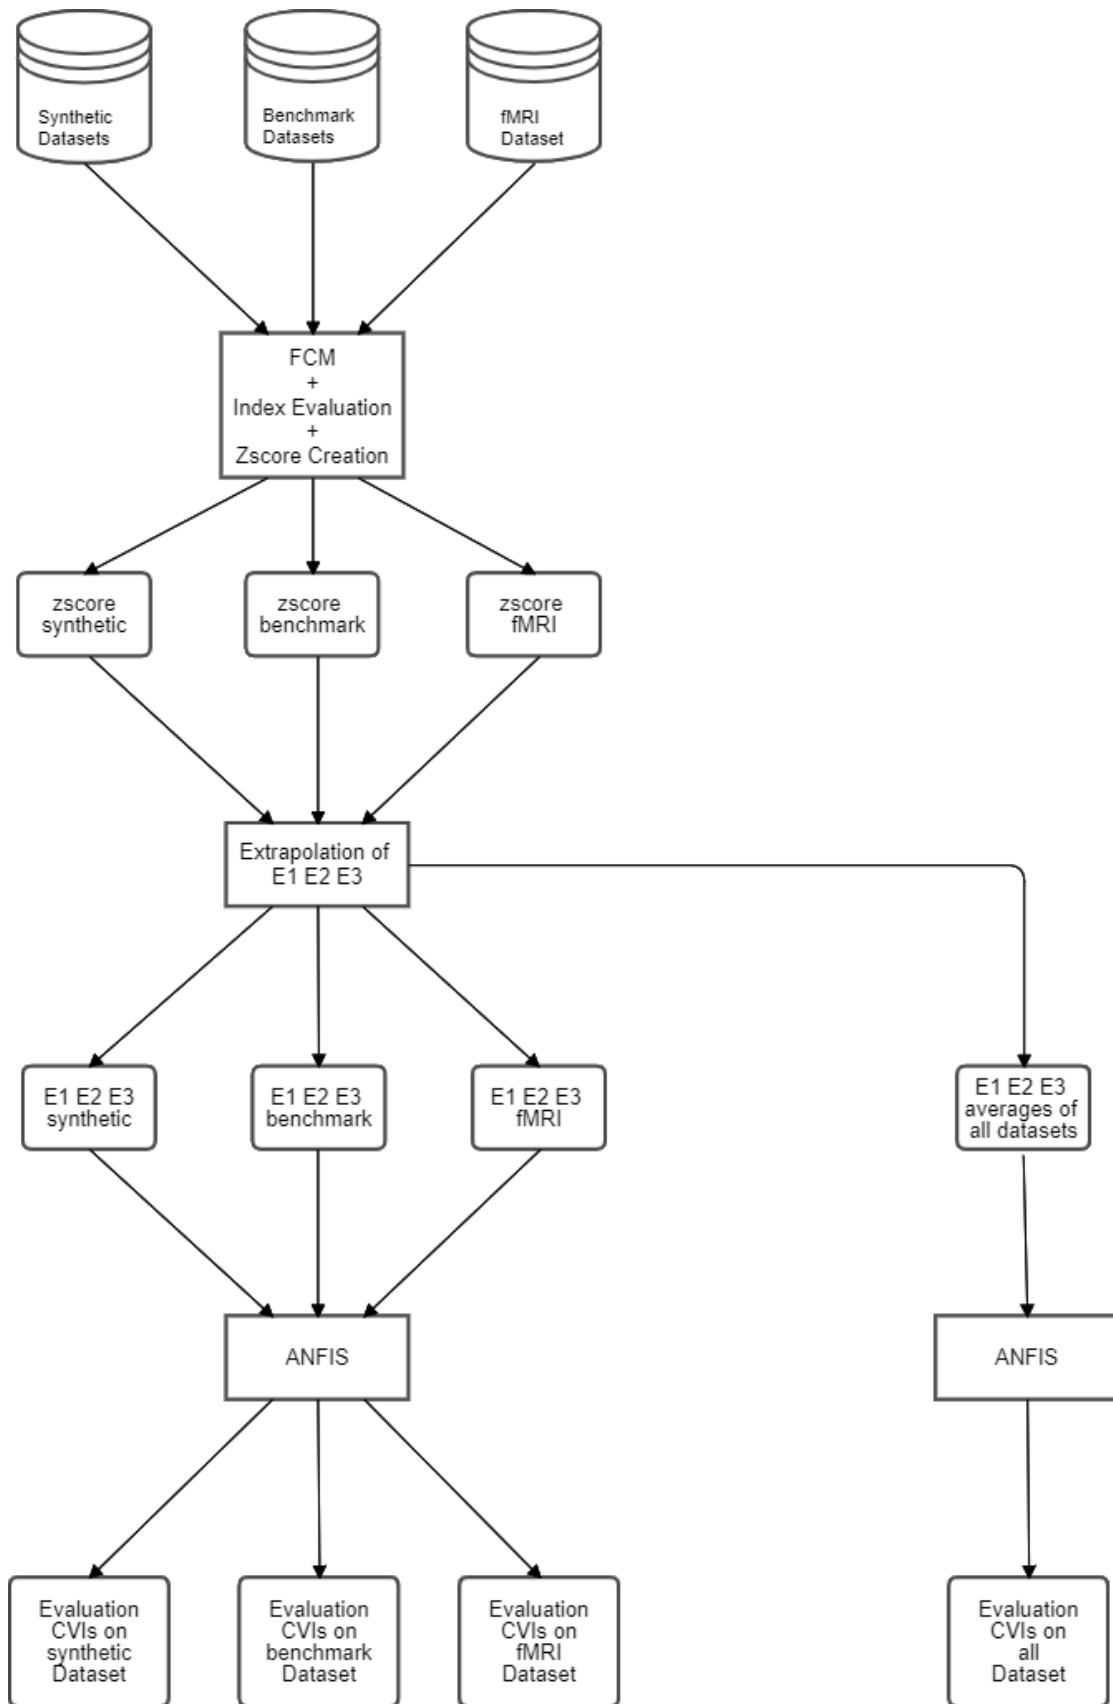 Synthetic
Datasets
Benchmark
Datasets
fMRI
Dataset
FCM
+
Index Evaluation
+
Zscore Creation
zscore
synthetic
zscore
benchmark
zscore
fMRI
Extrapolation of
E1 E2 E3
E1 E2 E3
synthetic
E1 E2 E3
benchmark
E1 E2 E3
fMRI
E1 E2 E3
averages of
all datasets
ANFIS
ANFIS
Evaluation
CVIs on
synthetic
Dataset
Evaluation
CVIs on
benchmark
Dataset
Evaluation
CVIs on
fMRI
Dataset
Evaluation
CVIs on
all
Dataset